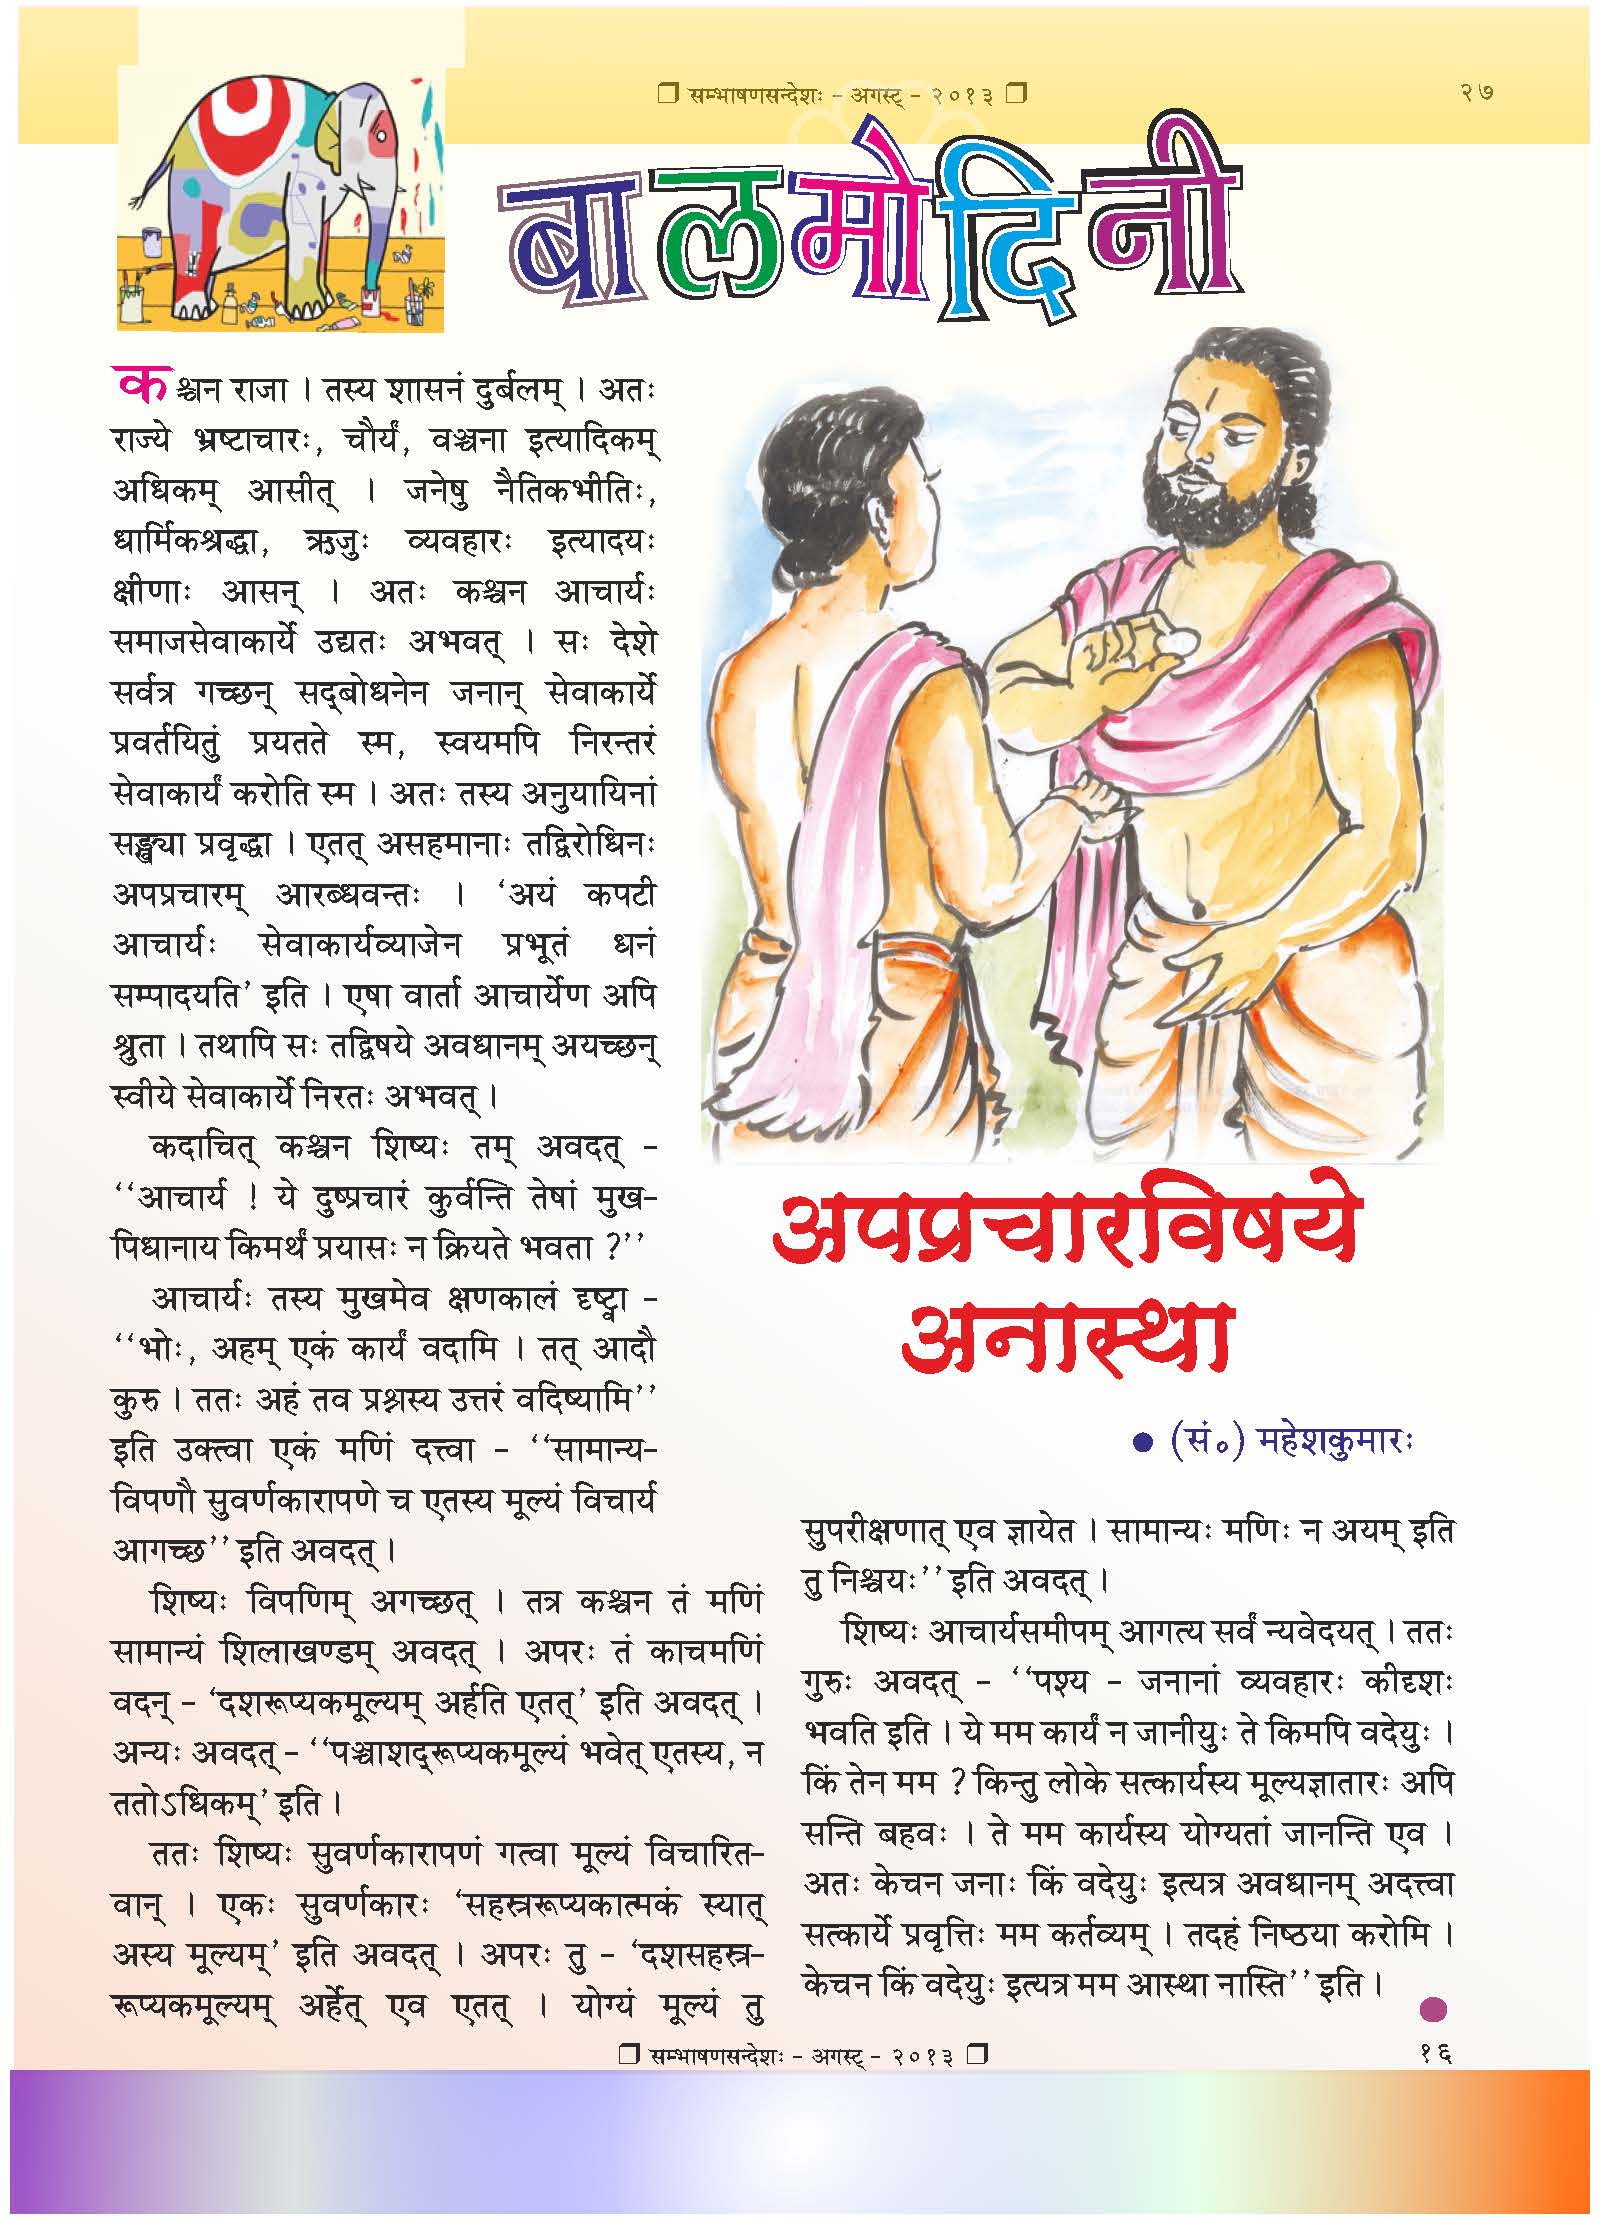 ❐ सम्भाषणसन्देशः - अगस्ट् - २०१३ ❐
२७
बालमोदिनी
कश्चन राजा । तस्य शासनं दुर्बलम् । अतः
राज्ये भ्रष्टाचारः, चौर्यं, वञ्चना इत्यादिकम्
अधिकम् आसीत् । जनेषु नैतिकभीतिः,
धार्मिकश्रद्धा, ऋजुः व्यवहारः इत्यादयः
क्षीणाः आसन् । अतः कश्चन आचार्यः
समाजसेवाकार्ये उद्यतः अभवत् । सः देशे
सर्वत्र गच्छन् सद्बोधनेन जनान् सेवाकार्ये
प्रवर्तयितुं प्रयतते स्म, स्वयमपि निरन्तरं
सेवाकार्यं करोति स्म । अतः तस्य अनुयायिनां
सङ्ख्या प्रवृद्धा । एतत् असहमानाः तद्विरोधिनः
अपप्रचारम् आरब्धवन्तः । ‘अयं कपटी
आचार्यः सेवाकार्यव्याजेन प्रभूतं धनं
सम्पादयति’ इति । एषा वार्ता आचार्येण अपि
श्रुता । तथापि सः तद्विषये अवधानम् अयच्छन्
स्वीये सेवाकार्ये निरतः अभवत् ।
कदाचित् कश्चन शिष्यः तम् अवदत् -
‘‘आचार्य ! ये दुष्प्रचारं कुर्वन्ति तेषां मुख-
पिधानाय किमर्थं प्रयासः न क्रियते भवता ?’’
आचार्यः तस्य मुखमेव क्षणकालं दृष्ट्वा -
‘‘भोः, अहम् एकं कार्यं वदामि । तत् आदौ
कुरु । ततः अहं तव प्रश्नस्य उत्तरं वदिष्यामि’’
इति उक्त्वा एकं मणिं दत्त्वा - ‘‘सामान्य-
विपणौ सुवर्णकारापणे च एतस्य मूल्यं विचार्य
आगच्छ’’ इति अवदत् ।
शिष्यः विपणिम् अगच्छत् । तत्र कश्चन तं मणिं
सामान्यं शिलाखण्डम् अवदत् । अपरः तं काचमणिं
वदन् - ‘दशरूप्यकमूल्यम् अर्हति एतत्’ इति अवदत् ।
अन्यः अवदत् - ‘‘पञ्चाशद्रूप्यकमूल्यं भवेत् एतस्य, न
ततोऽधिकम्’ इति ।
ततः शिष्यः सुवर्णकारापणं गत्वा मूल्यं विचारित-
वान् । एकः सुवर्णकारः ‘सहस्ररूप्यकात्मकं स्यात्
अस्य मूल्यम्’ इति अवदत् । अपरः तु - ‘दशसहस्र-
रूप्यकमूल्यम् अर्हेत् एव एतत् । योग्यं मूल्यं तु
अपप्रचारविषये
अनास्था
● (सं०) महेशकुमारः
सुपरीक्षणात् एव ज्ञायेत । सामान्यः मणिः न अयम् इति
तु निश्चयः’’ इति अवदत् ।
शिष्यः आचार्यसमीपम् आगत्य सर्वं न्यवेदयत् । ततः
गुरुः अवदत् - ‘‘पश्य - जनानां व्यवहारः कीदृशः
भवति इति । ये मम कार्यं न जानीयुः ते किमपि वदेयुः ।
किं तेन मम ? किन्तु लोके सत्कार्यस्य मूल्यज्ञातारः अपि
सन्ति बहवः । ते मम कार्यस्य योग्यतां जानन्ति एव ।
अतः केचन जनाः किं वदेयुः इत्यत्र अवधानम् अदत्त्वा
सत्कार्ये प्रवृत्तिः मम कर्तव्यम् । तदहं निष्ठया करोमि ।
केचन किं वदेयुः इत्यत्र मम आस्था नास्ति’’ इति ।
❐ सम्भाषणसन्देशः - अगस्ट् - २०१३ ❐
१६